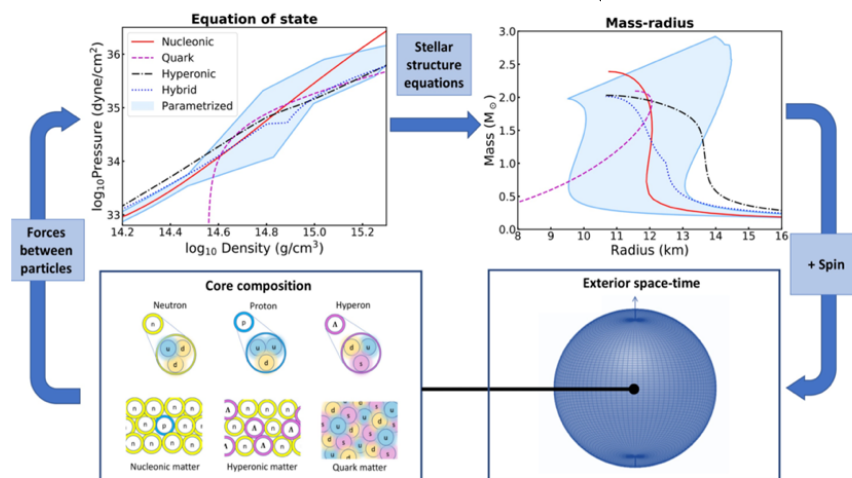 Equation of state
Nucleonic
Quark
Hyperonic
Hybrid
Parametrized
log₁₀Pressure (dyne/cm²)
36
35
34
33
14.2 14.4 14.6 14.8 15.0 15.2
log₁₀ Density (g/cm³)
Stellar
structure
equations
Mass-radius
Mass (M⊙)
3.0
2.5
2.0
1.5
1.0
0.5
0.0
8 9 10 11 12 13 14 15 16
Radius (km)
Forces
between
particles
+ Spin
Core composition
Neutron Proton Hyperon
n p Λ
u d d
u u d
u d s
n n n n
n p n
n n n n
Nucleonic matter
Hyperonic matter
Quark matter
Exterior space-time